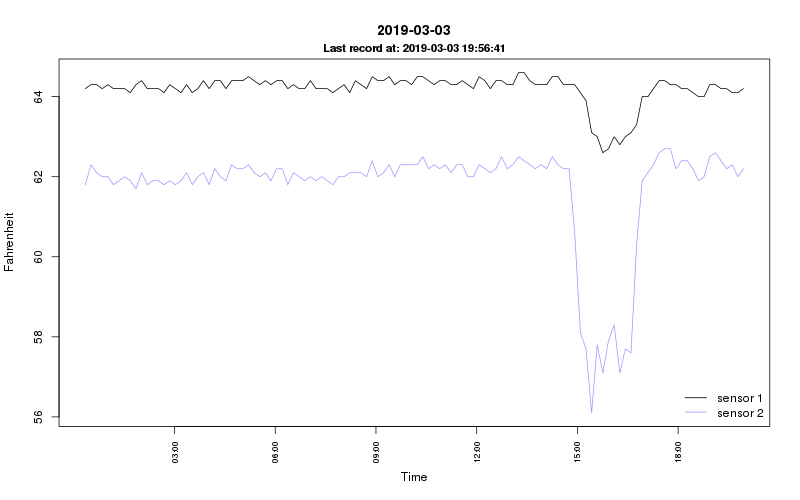 2019-03-03
Last record at: 2019-03-03 19:56:41
Fahrenheit
64
62
60
58
56
sensor 1
sensor 2
03:00
06:00
09:00
12:00
15:00
18:00
Time